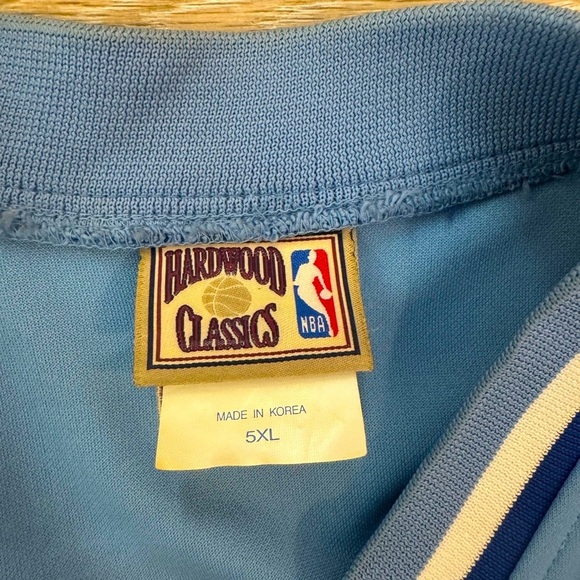 HARDWOOD
CLASSICS
NBA
MADE IN KOREA
5XL